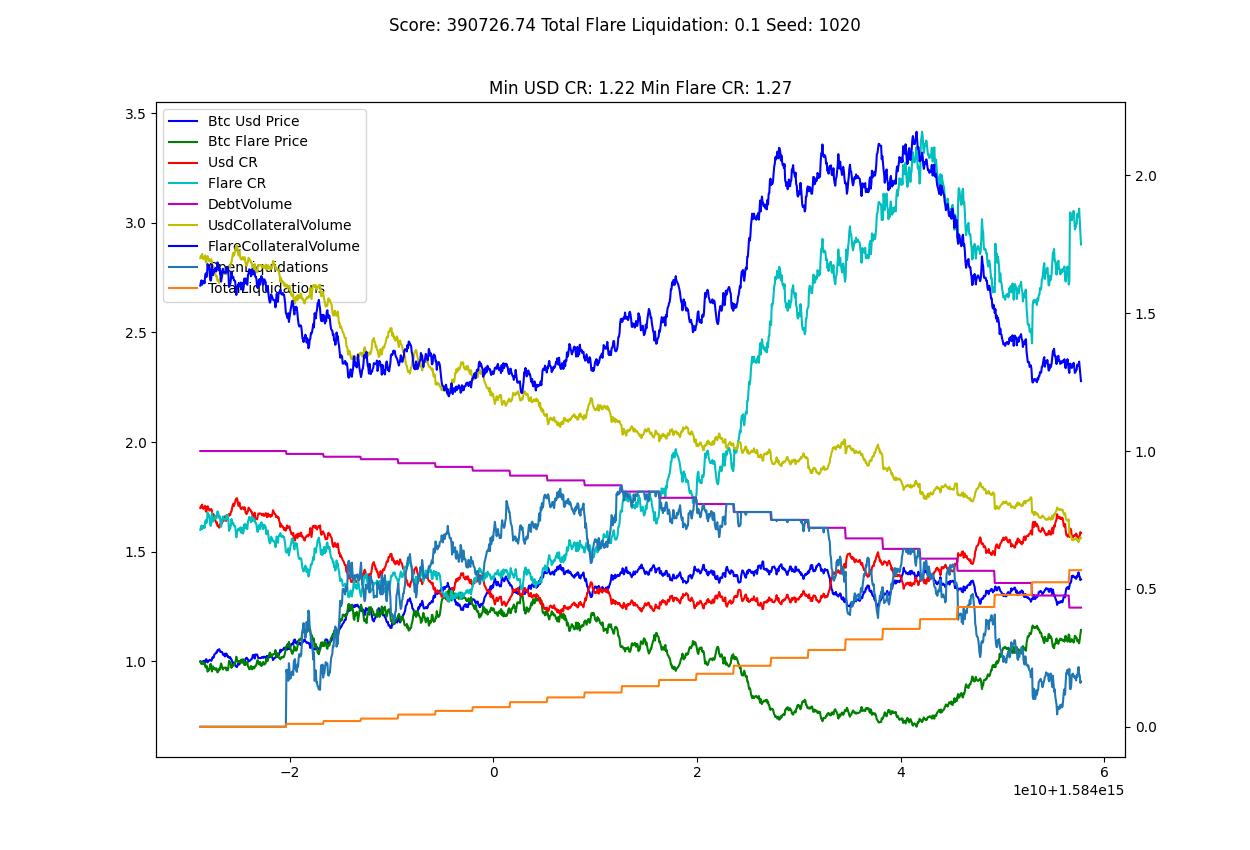 Score: 390726.74 Total Flare Liquidation: 0.1 Seed: 1020
Min USD CR: 1.22 Min Flare CR: 1.27
Btc Usd Price
Btc Flare Price
Usd CR
Flare CR
DebtVolume
UsdCollateralVolume
FlareCollateralVolume
OpenLiquidations
TotalLiquidations
3.5
3.0
2.5
2.0
1.5
1.0
2.0
1.5
1.0
0.5
0.0
−2
0
2
4
6
1e10+1.584e15